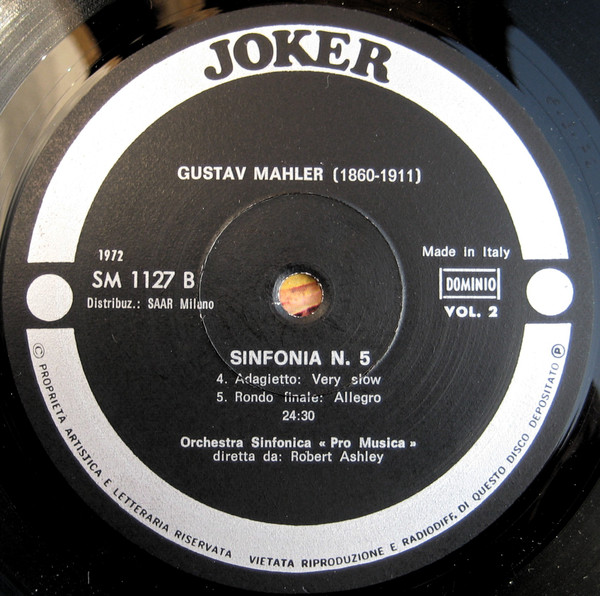 JOKER
GUSTAV MAHLER (1860-1911)
1972
SM 1127 B
Distribuz.: SAAR Milano
Made in Italy
DOMINIO
VOL. 2
SINFONIA N. 5
4. Adagietto: Very slow
5. Rondo finale: Allegro
24:30
Orchestra Sinfonica « Pro Musica »
diretta da: Robert Ashley
© PROPRIETA ARTISTICA E LETTERARIA RISERVATA VIETATA RIPRODUZIONE E RADIODIFF. DI QUESTO DISCO DEPOSITATO ℗